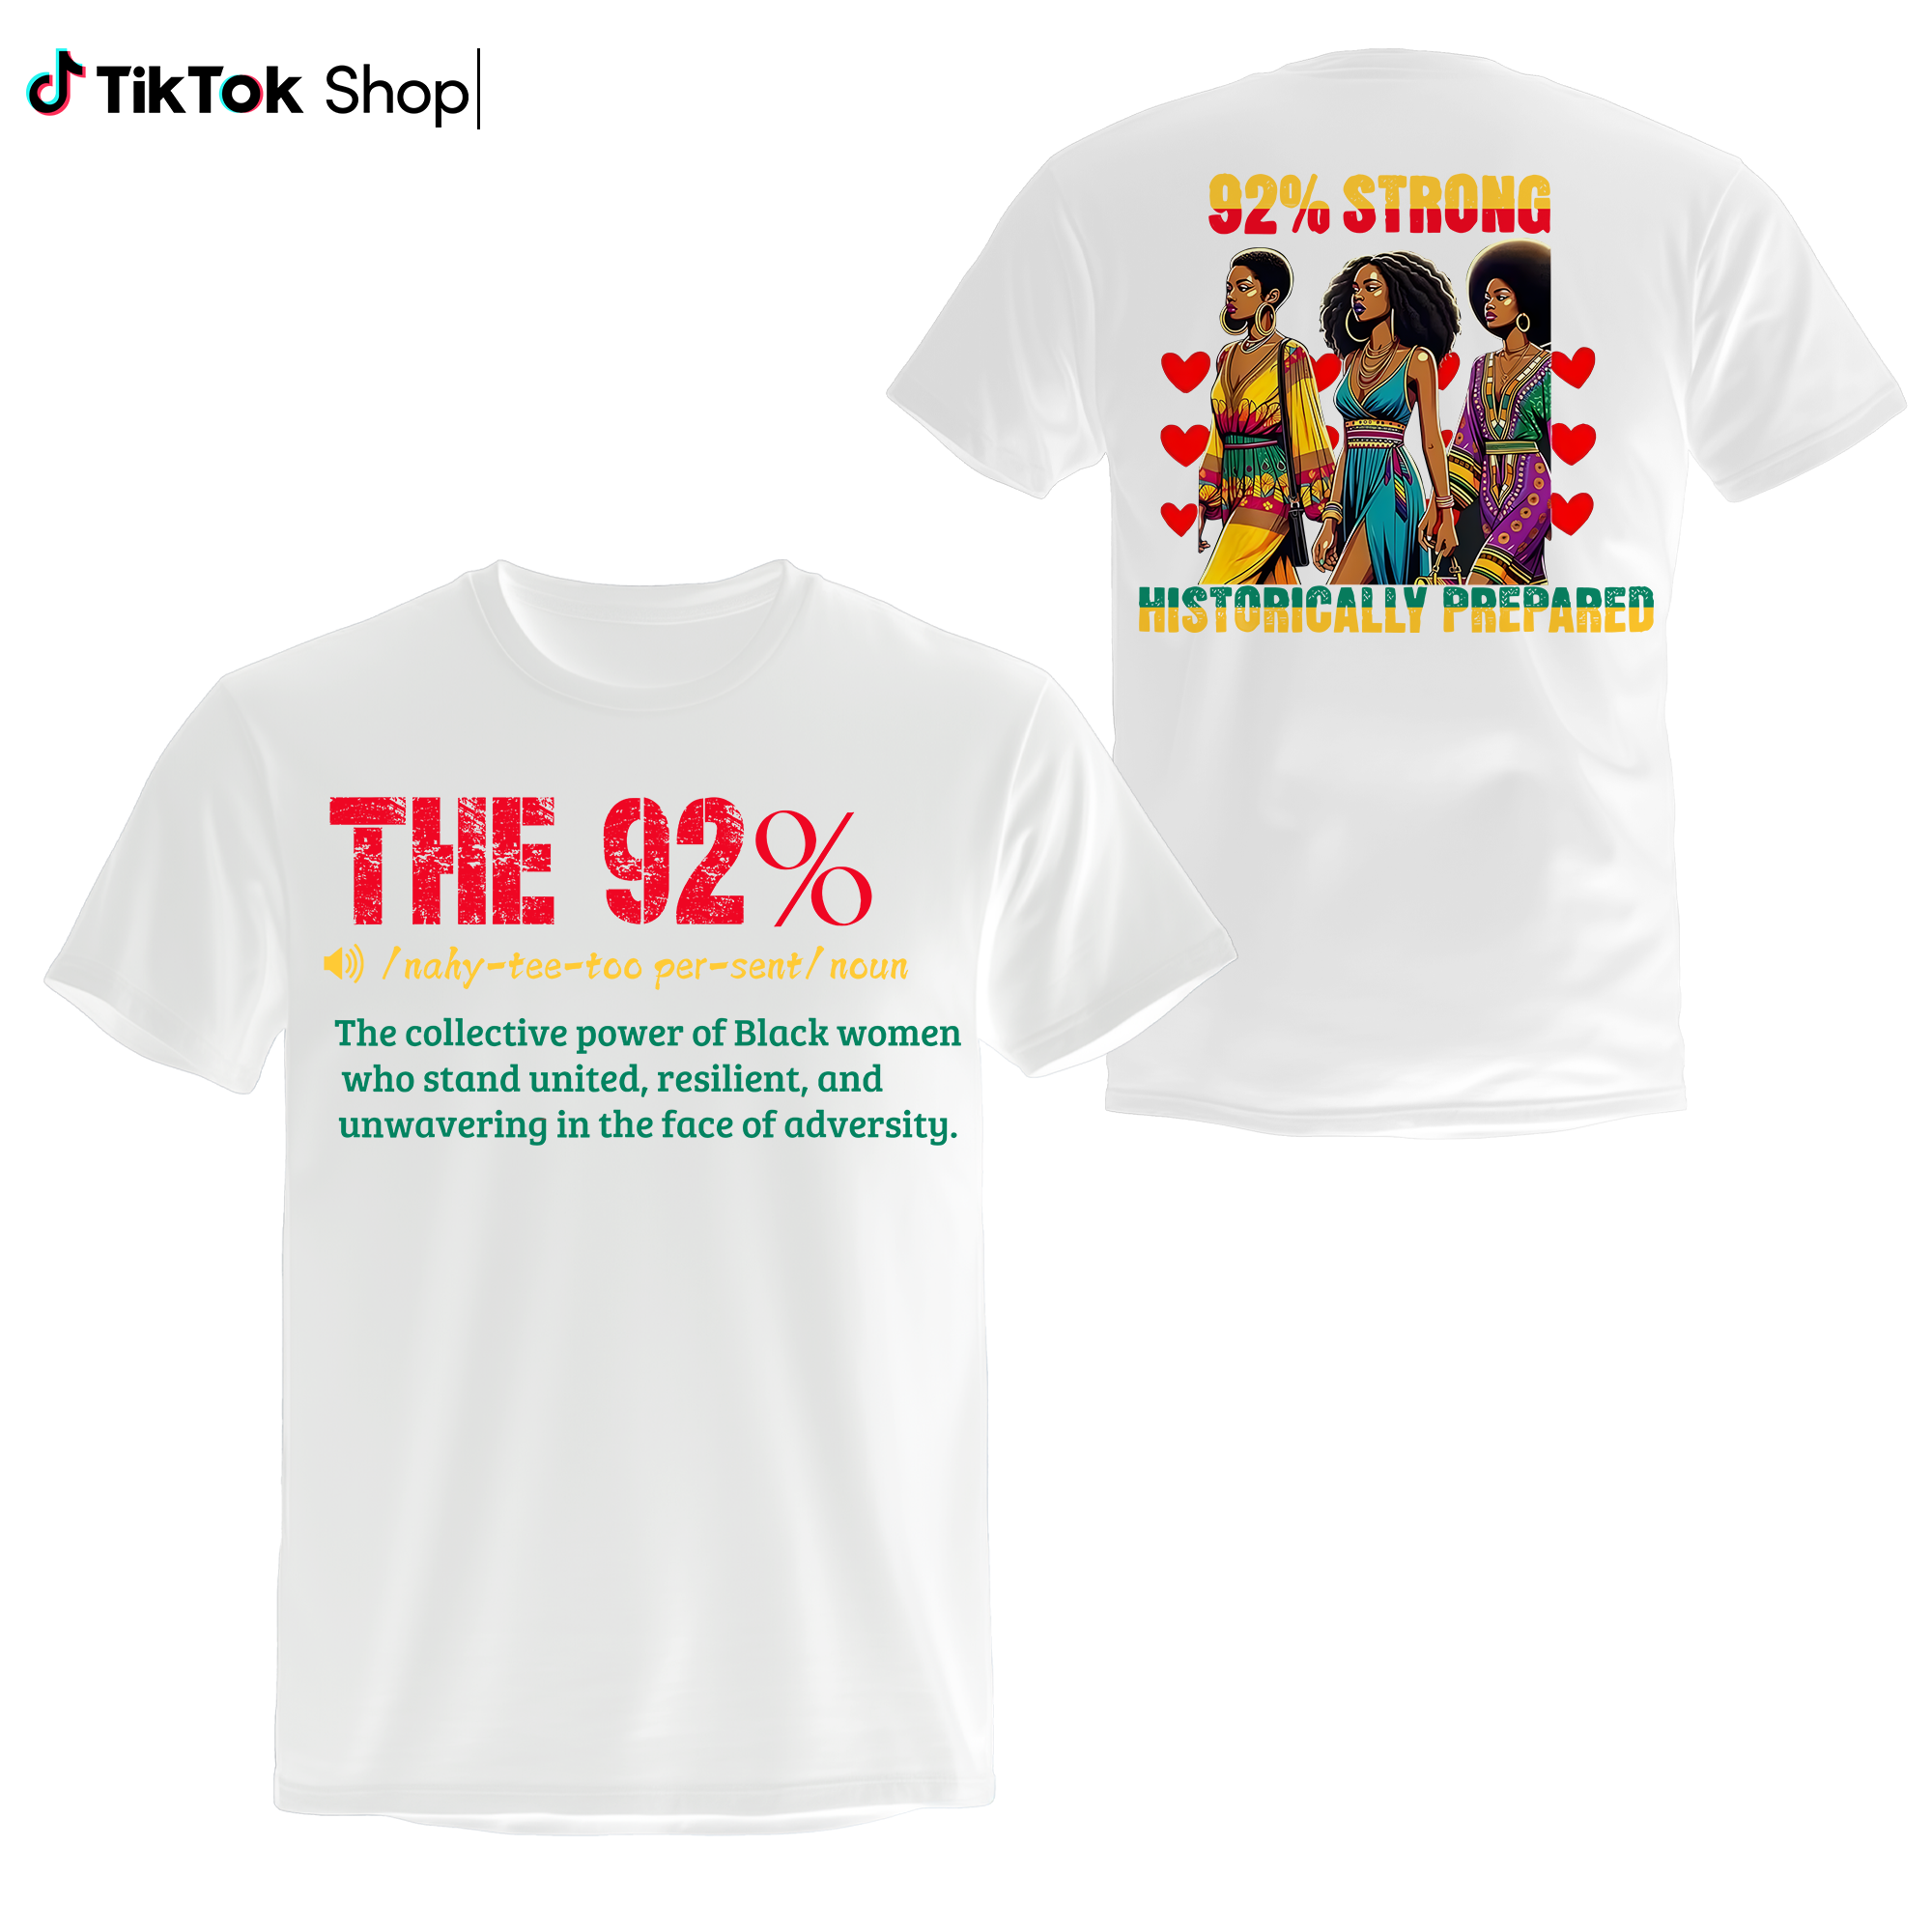 TikTok Shop
92% STRONG
HISTORICALLY PREPARED
THE 92%
/nahy-tee-too per-sent/ noun
The collective power of Black women
who stand united, resilient, and
unwavering in the face of adversity.